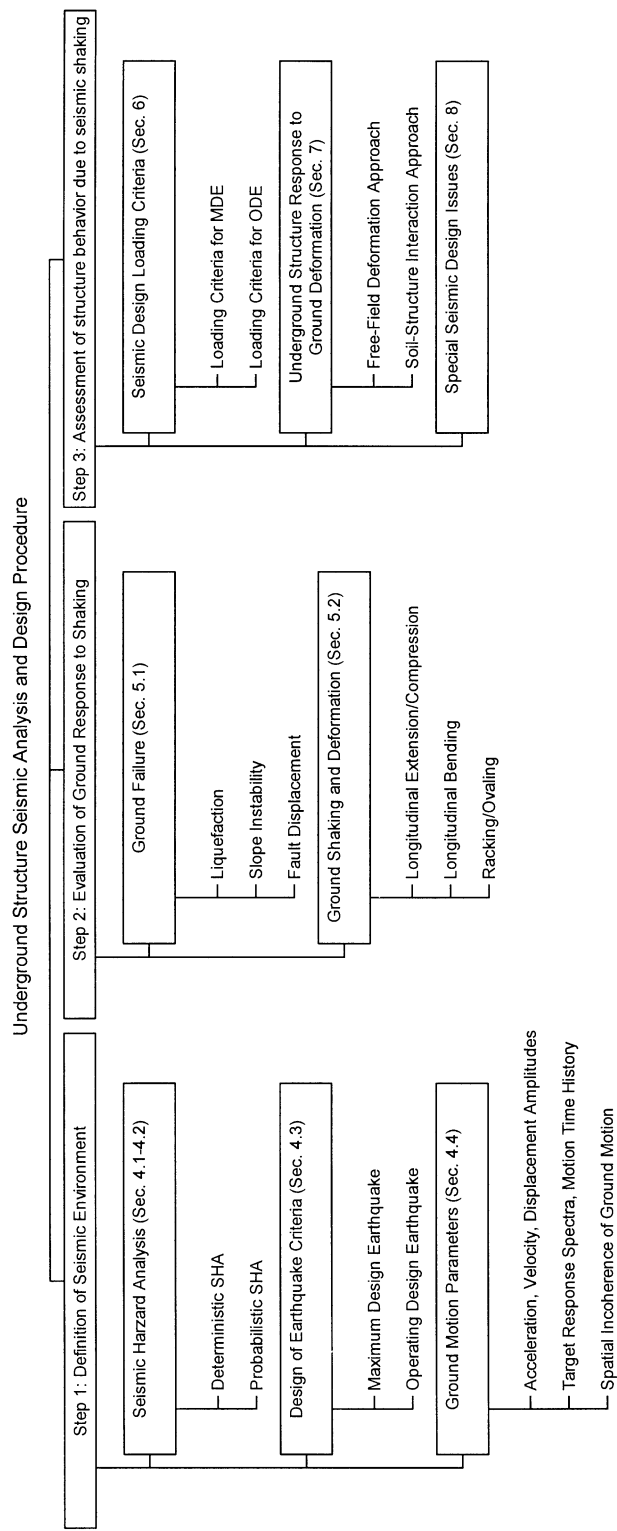 Underground Structure Seismic Analysis and Design Procedure
Step 1: Definition of Seismic Environment
Seismic Harzard Analysis (Sec. 4.1-4.2)
Deterministic SHA
Probabilistic SHA
Design of Earthquake Criteria (Sec. 4.3)
Maximum Design Earthquake
Operating Design Earthquake
Ground Motion Parameters (Sec. 4.4)
Acceleration, Velocity, Displacement Amplitudes
Target Response Spectra, Motion Time History
Spatial Incoherence of Ground Motion
Step 2: Evaluation of Ground Response to Shaking
Ground Failure (Sec. 5.1)
Liquefaction
Slope Instability
Fault Displacement
Ground Shaking and Deformation (Sec. 5.2)
Longitudinal Extension/Compression
Longitudinal Bending
Racking/Ovaling
Step 3: Assessment of structure behavior due to seismic shaking
Seismic Design Loading Criteria (Sec. 6)
Loading Criteria for MDE
Loading Criteria for ODE
Underground Structure Response to
Ground Deformation (Sec. 7)
Free-Field Deformation Approach
Soil-Structure Interaction Approach
Special Seismic Design Issues (Sec. 8)